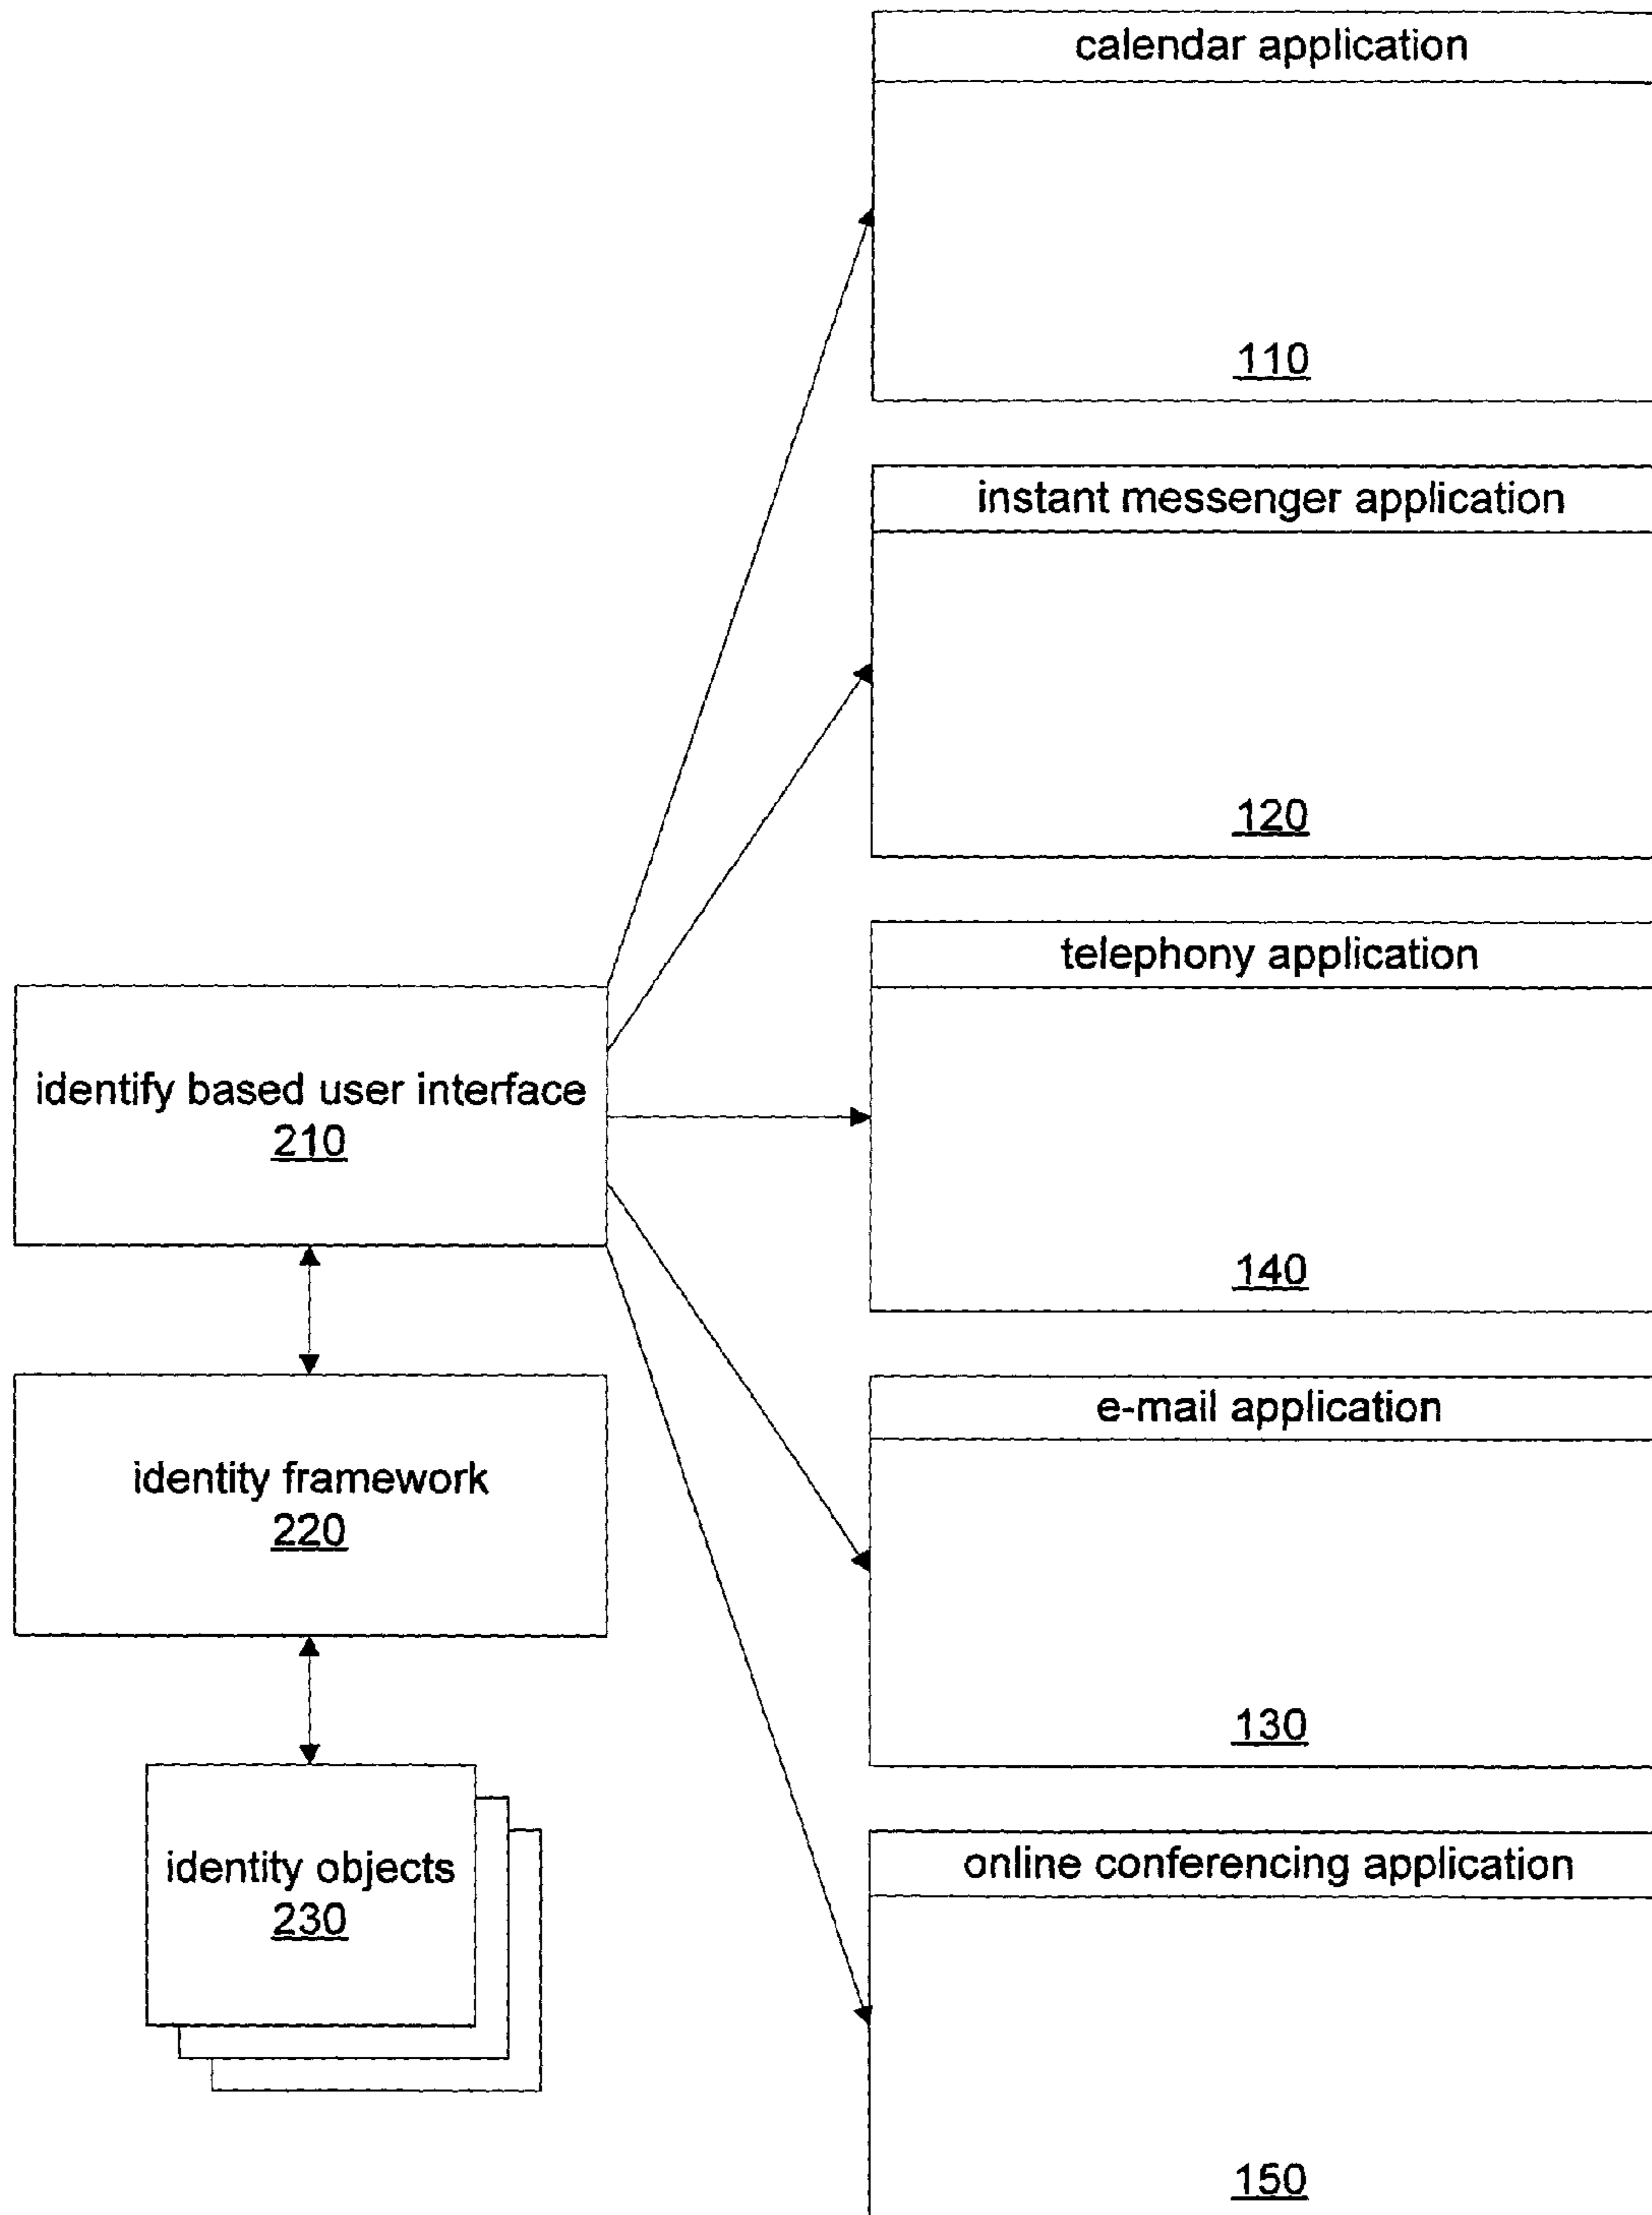 calendar application
110
instant messenger application
120
telephony application
140
identify based user interface
210
identity framework
220
e-mail application
130
identity objects
230
online conferencing application
150